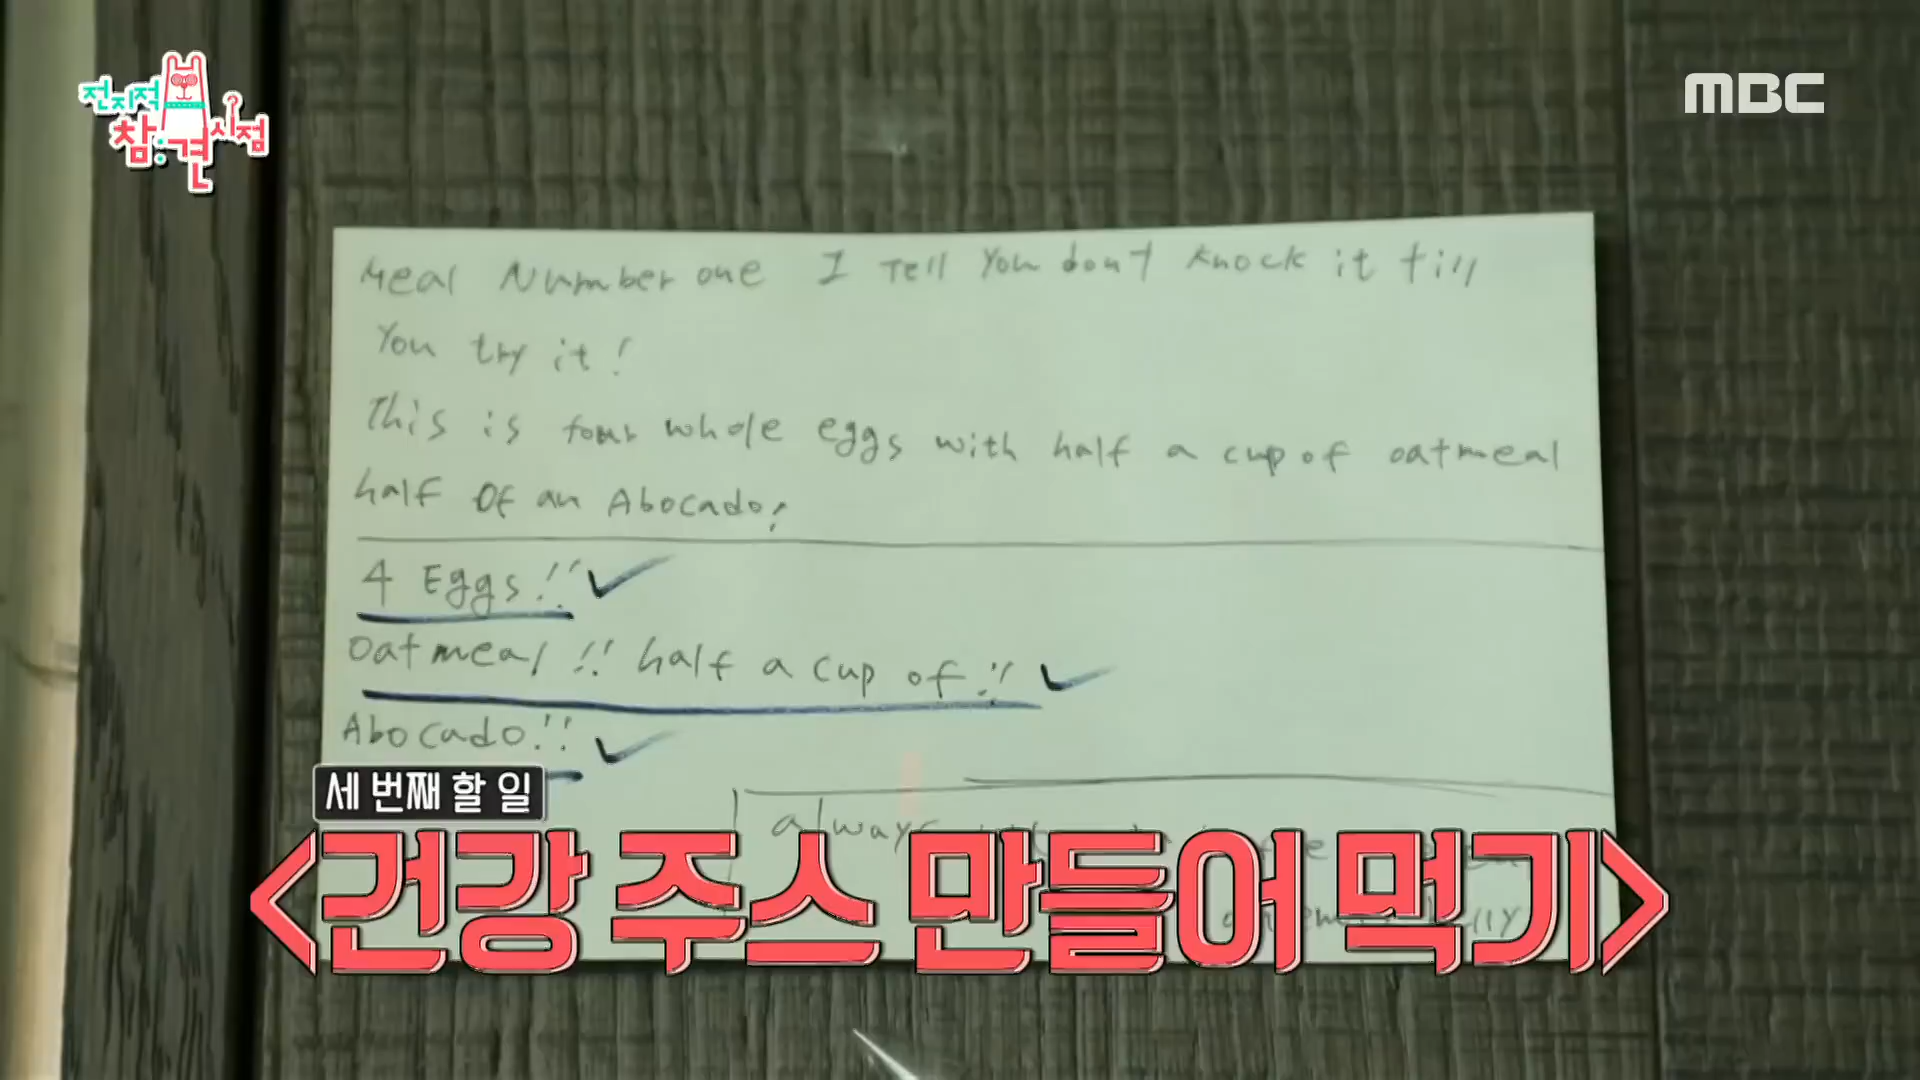 전지적
참견 시점
MBC
Meal Number one I Tell You don't knock it till
You try it!
This is four whole eggs with half a cup of oatmeal
half Of an Abocado!
4 Eggs!!
Oatmeal!! half a cup of!!
Abocado!!
세 번째 할 일
always
<건강 주스 만들어 먹기>